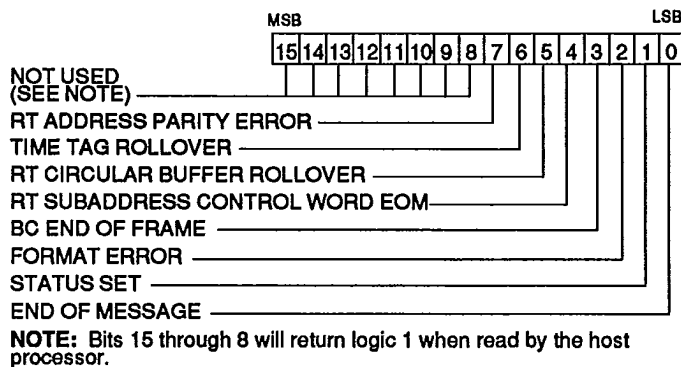 MSB LSB
15 14 13 12 11 10 9 8 7 6 5 4 3 2 1 0
NOT USED
(SEE NOTE)
RT ADDRESS PARITY ERROR
TIME TAG ROLLOVER
RT CIRCULAR BUFFER ROLLOVER
RT SUBADDRESS CONTROL WORD EOM
BC END OF FRAME
FORMAT ERROR
STATUS SET
END OF MESSAGE
NOTE: Bits 15 through 8 will return logic 1 when read by the host
processor.